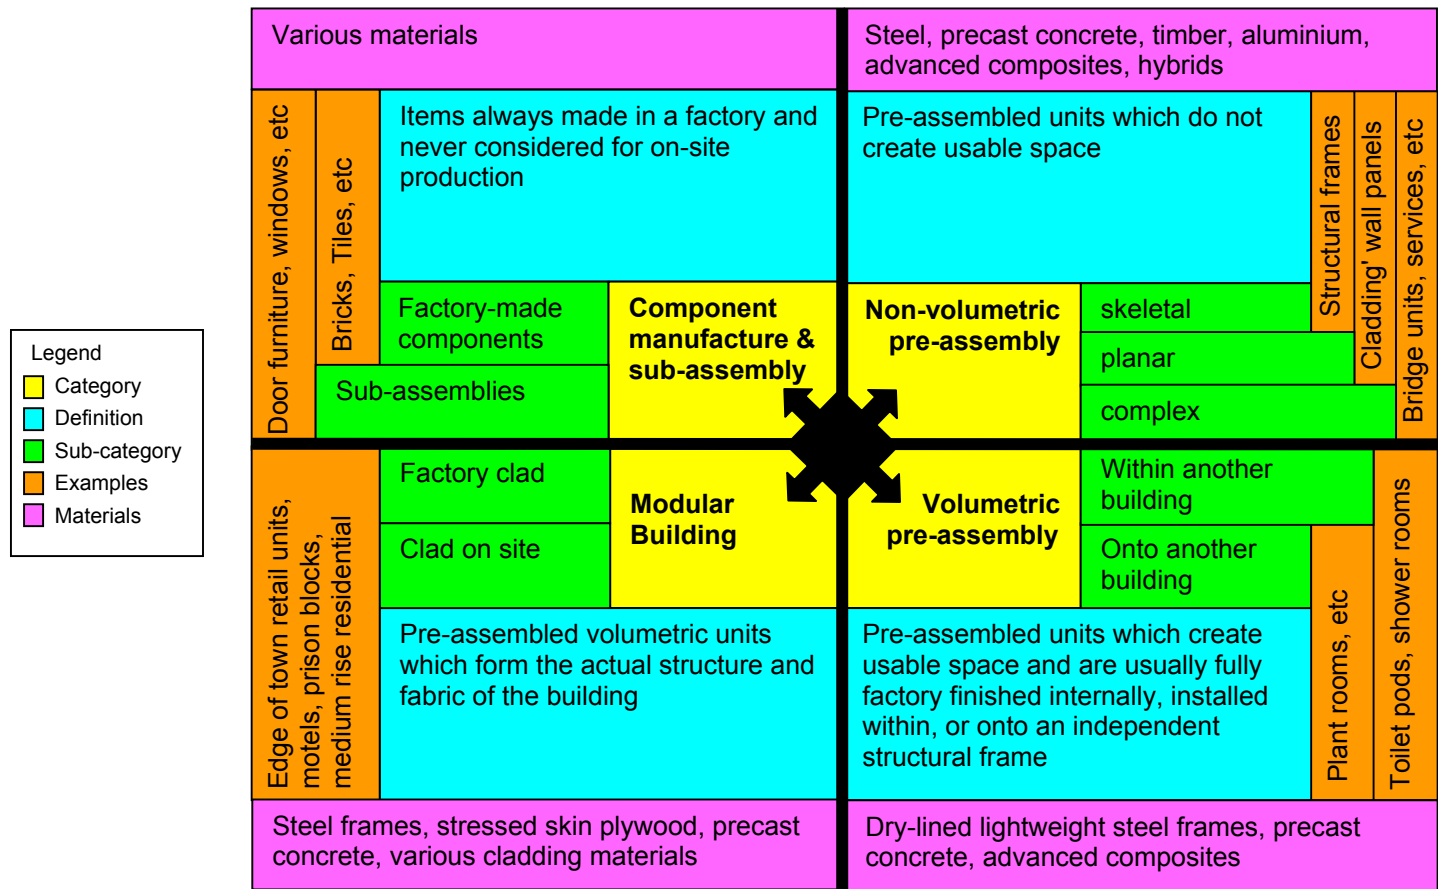 Various materials
Steel, precast concrete, timber, aluminium,
advanced composites, hybrids
Door furniture, windows, etc
Bricks, Tiles, etc
Items always made in a factory and
never considered for on-site
production
Factory-made
components
Sub-assemblies
Component
manufacture &
sub-assembly
Pre-assembled units which do not
create usable space
Non-volumetric
pre-assembly
skeletal
planar
complex
Structural frames
Cladding' wall panels
Bridge units, services, etc
Legend
Category
Definition
Sub-category
Examples
Materials
Edge of town retail units,
motels, prison blocks,
medium rise residential
Factory clad
Clad on site
Modular
Building
Pre-assembled volumetric units
which form the actual structure and
fabric of the building
Volumetric
pre-assembly
Within another
building
Onto another
building
Pre-assembled units which create
usable space and are usually fully
factory finished internally, installed
within, or onto an independent
structural frame
Plant rooms, etc
Toilet pods, shower rooms
Steel frames, stressed skin plywood, precast
concrete, various cladding materials
Dry-lined lightweight steel frames, precast
concrete, advanced composites